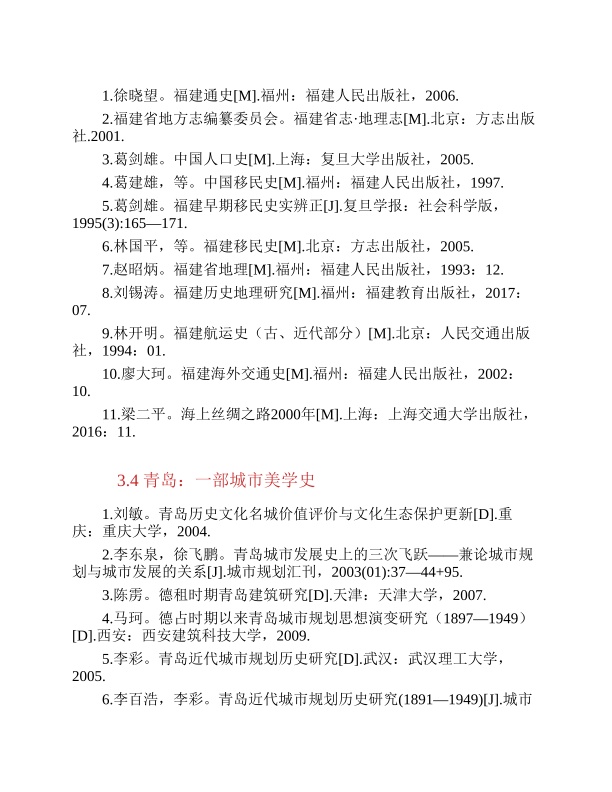 1.徐晓望。福建通史[M].福州：福建人民出版社，2006.
2.福建省地方志编纂委员会。福建省志·地理志[M].北京：方志出版
社.2001.
3.葛剑雄。中国人口史[M].上海：复旦大学出版社，2005.
4.葛建雄，等。中国移民史[M].福州：福建人民出版社，1997.
5.葛剑雄。福建早期移民史实辨正[J].复旦学报：社会科学版，
1995(3):165—171.
6.林国平，等。福建移民史[M].北京：方志出版社，2005.
7.赵昭炳。福建省地理[M].福州：福建人民出版社，1993：12.
8.刘锡涛。福建历史地理研究[M].福州：福建教育出版社，2017：
07.
9.林开明。福建航运史（古、近代部分）[M].北京：人民交通出版
社，1994：01.
10.廖大珂。福建海外交通史[M].福州：福建人民出版社，2002：
10.
11.梁二平。海上丝绸之路2000年[M].上海：上海交通大学出版社，
2016：11.
3.4 青岛：一部城市美学史
1.刘敏。青岛历史文化名城价值评价与文化生态保护更新[D].重
庆：重庆大学，2004.
2.李东泉，徐飞鹏。青岛城市发展史上的三次飞跃——兼论城市规
划与城市发展的关系[J].城市规划汇刊，2003(01):37—44+95.
3.陈雳。德租时期青岛建筑研究[D].天津：天津大学，2007.
4.马珂。德占时期以来青岛城市规划思想演变研究（1897—1949）
[D].西安：西安建筑科技大学，2009.
5.李彩。青岛近代城市规划历史研究[D].武汉：武汉理工大学，
2005.
6.李百浩，李彩。青岛近代城市规划历史研究(1891—1949)[J].城市